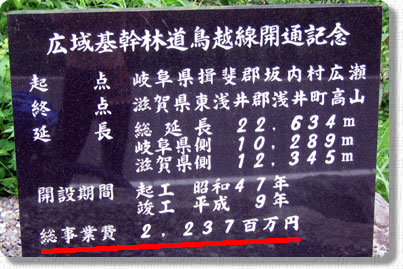 広域基幹林道鳥越線開通記念
起点 岐阜県揖斐郡坂内村広瀬
終点 滋賀県東浅井郡浅井町高山
延長 総延長 22,634m
岐阜県側 10,289m
滋賀県側 12,345m
開設期間 起工 昭和47年
竣工 平成 9年
総事業費 2,237百万円